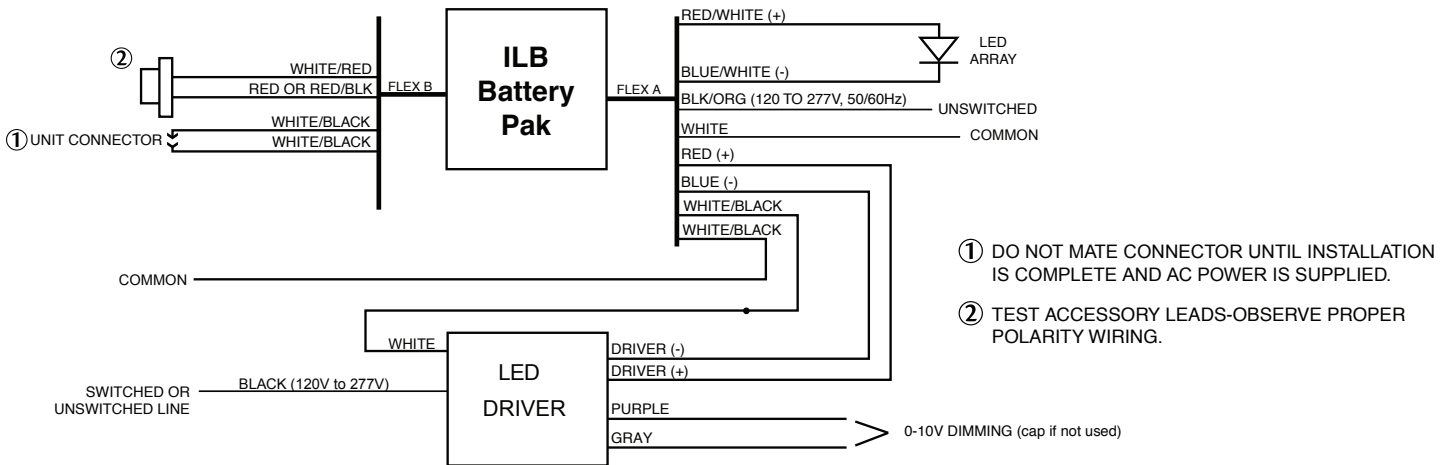 ②
WHITE/RED
RED OR RED/BLK
① UNIT CONNECTOR
WHITE/BLACK
WHITE/BLACK
FLEX B
ILB
Battery
Pak
FLEX A
RED/WHITE (+)
LED
ARRAY
BLUE/WHITE (-)
BLK/ORG (120 TO 277V, 50/60Hz)
UNSWITCHED
WHITE
COMMON
RED (+)
BLUE (-)
WHITE/BLACK
WHITE/BLACK
COMMON
① DO NOT MATE CONNECTOR UNTIL INSTALLATION
IS COMPLETE AND AC POWER IS SUPPLIED.
② TEST ACCESSORY LEADS-OBSERVE PROPER
POLARITY WIRING.
WHITE
SWITCHED OR
UNSWITCHED LINE
BLACK (120V to 277V)
LED
DRIVER
DRIVER (-)
DRIVER (+)
PURPLE
GRAY
0-10V DIMMING (cap if not used)